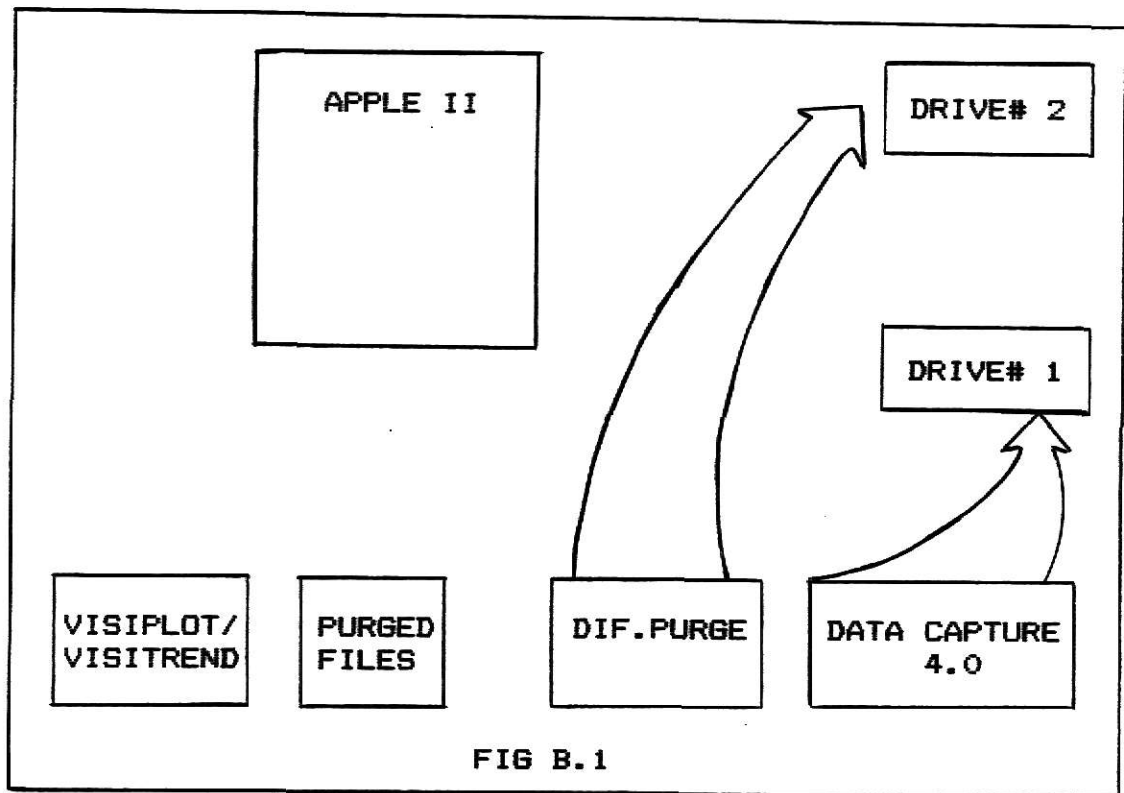 APPLE II
DRIVE# 2
DRIVE# 1
VISIPLOT/
VISITREND
PURGED
FILES
DIF.PURGE
DATA CAPTURE
4.0
FIG B.1